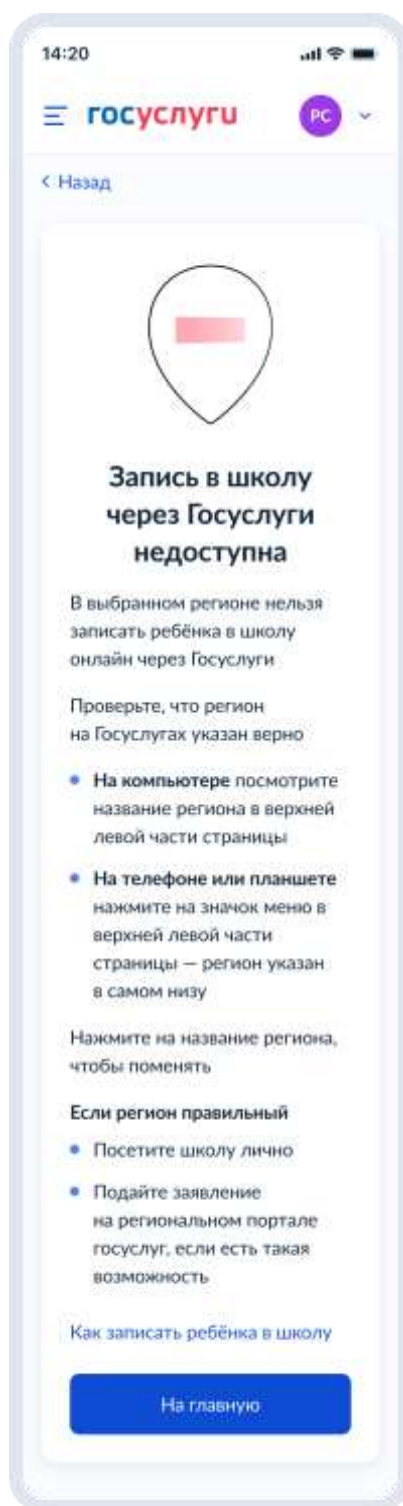 14:20
госуслуги
РС
Назад
Запись в школу
через Госуслуги
недоступна
В выбранном регионе нельзя
записать ребёнка в школу
онлайн через Госуслуги
Проверьте, что регион
на Госуслугах указан верно
На компьютере посмотрите
название региона в верхней
левой части страницы
На телефоне или планшете
нажмите на значок меню в
верхней левой части
страницы — регион указан
в самом низу
Нажмите на название региона,
чтобы поменять
Если регион правильный
Посетите школу лично
Подайте заявление
на региональном портале
госуслуг, если есть такая
возможность
Как записать ребёнка в школу
На главную